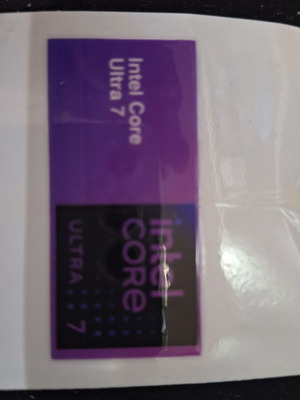 Intel Core
Ultra 7
intel
CORe
ULTRA 7